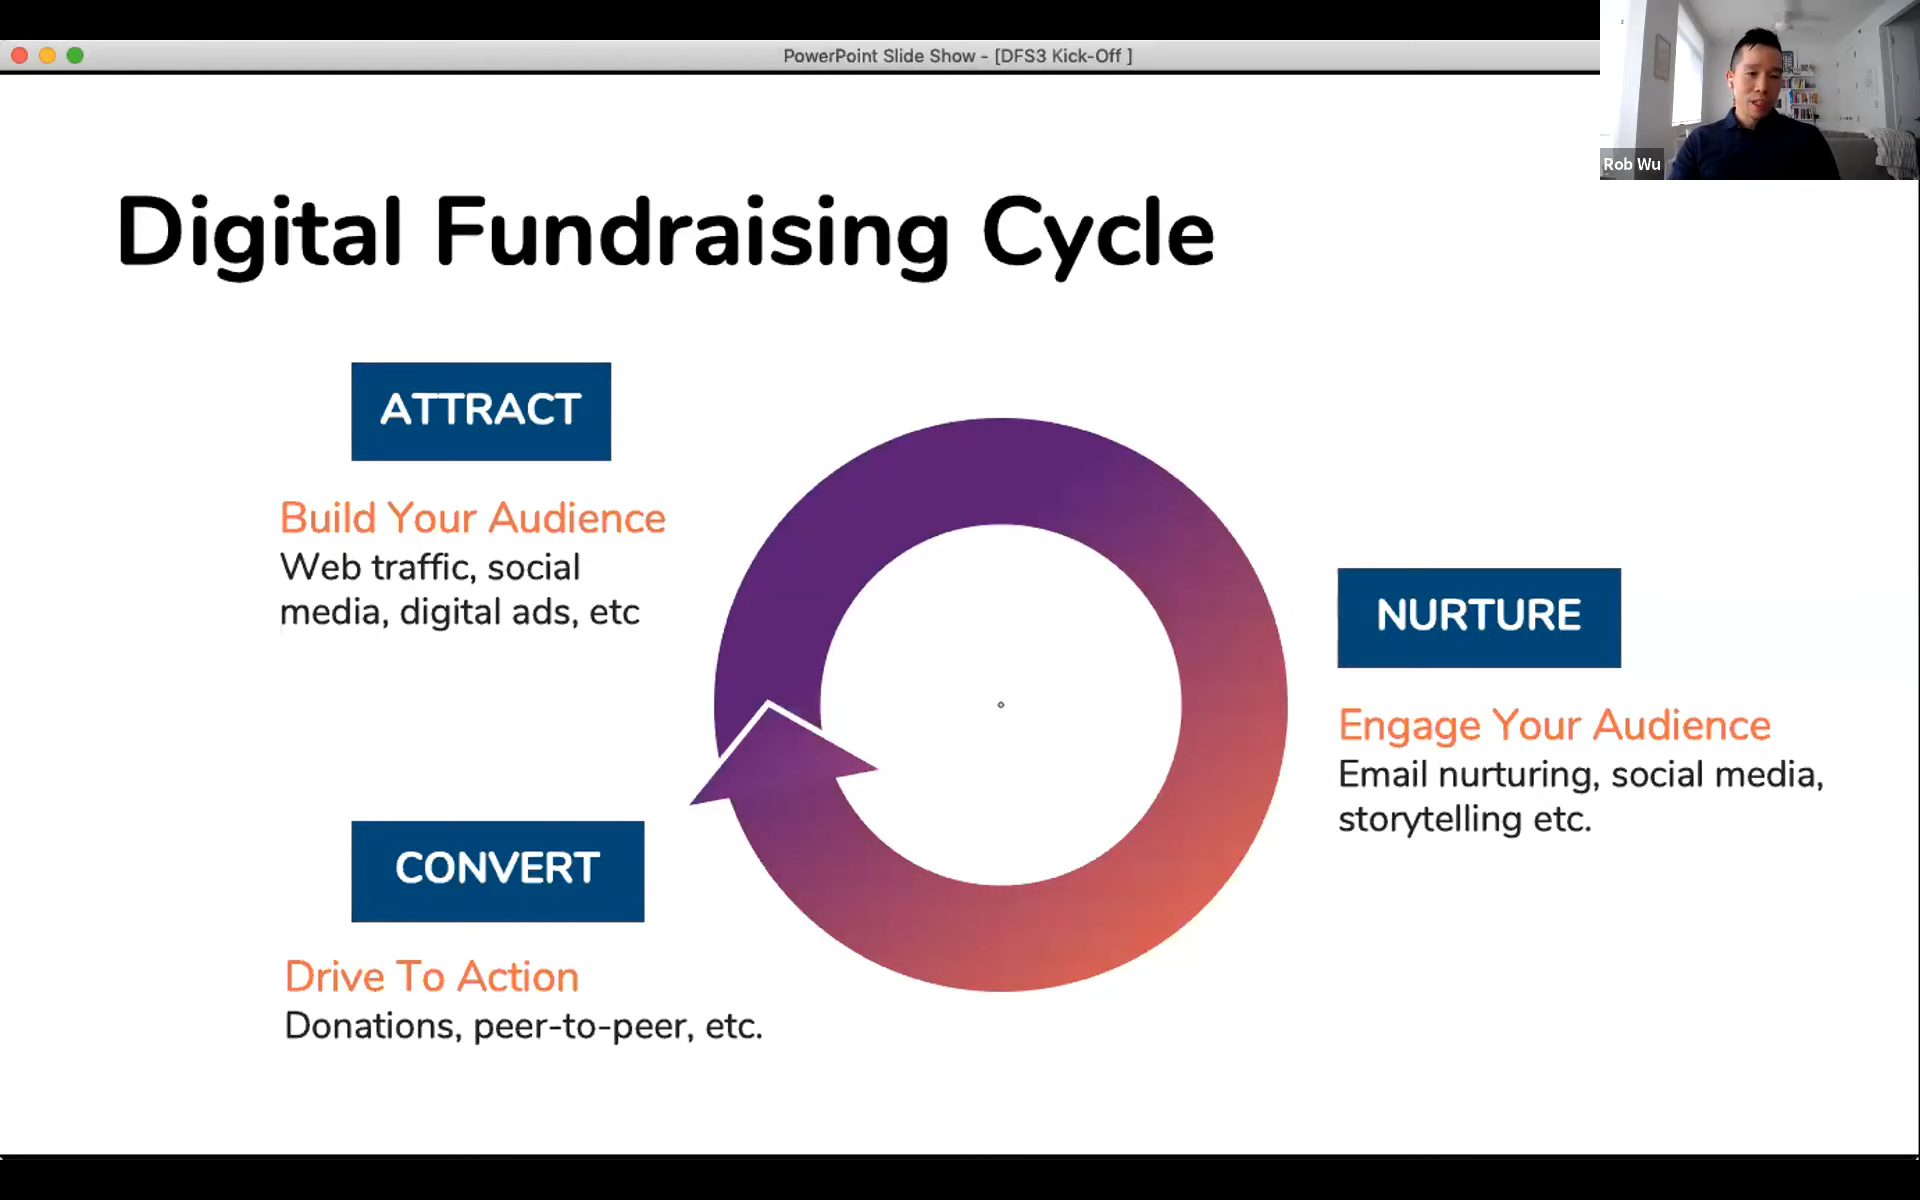 PowerPoint Slide Show - [DFS3 Kick-Off ]
Rob Wu
Digital Fundraising Cycle
ATTRACT
Build Your Audience
Web traffic, social
media, digital ads, etc
NURTURE
Engage Your Audience
Email nurturing, social media,
storytelling etc.
CONVERT
Drive To Action
Donations, peer-to-peer, etc.